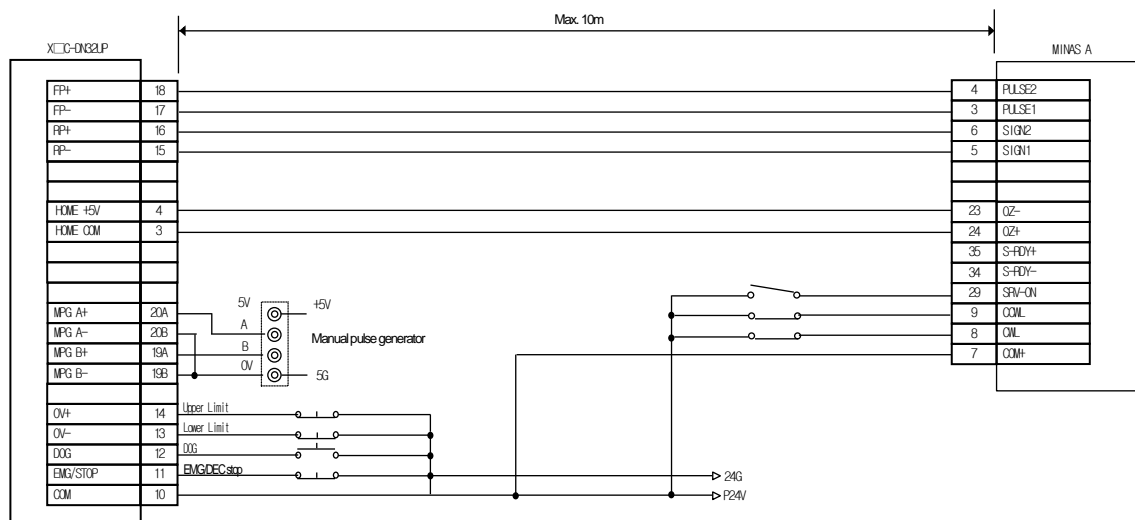 Max. 10m
X□C-DN32UP
MINAS A
FP+ 18
FP- 17
RP+ 16
RP- 15
HOME +5V 4
HOME COM 3
MPG A+ 20A
MPG A- 20B
MPG B+ 19A
MPG B- 19B
OV+ 14
OV- 13
DOG 12
EMG/STOP 11
COM 10
5V
A
B
0V
+5V
5G
Manual pulse generator
Upper Limit
Lower Limit
DOG
EMG/DEC stop
24G
P24V
4 PULSE2
3 PULSE1
6 SIGN2
5 SIGN1
23 OZ-
24 OZ+
35 S-RDY+
34 S-RDY-
29 SRV-ON
9 CCWL
8 CWL
7 COM+